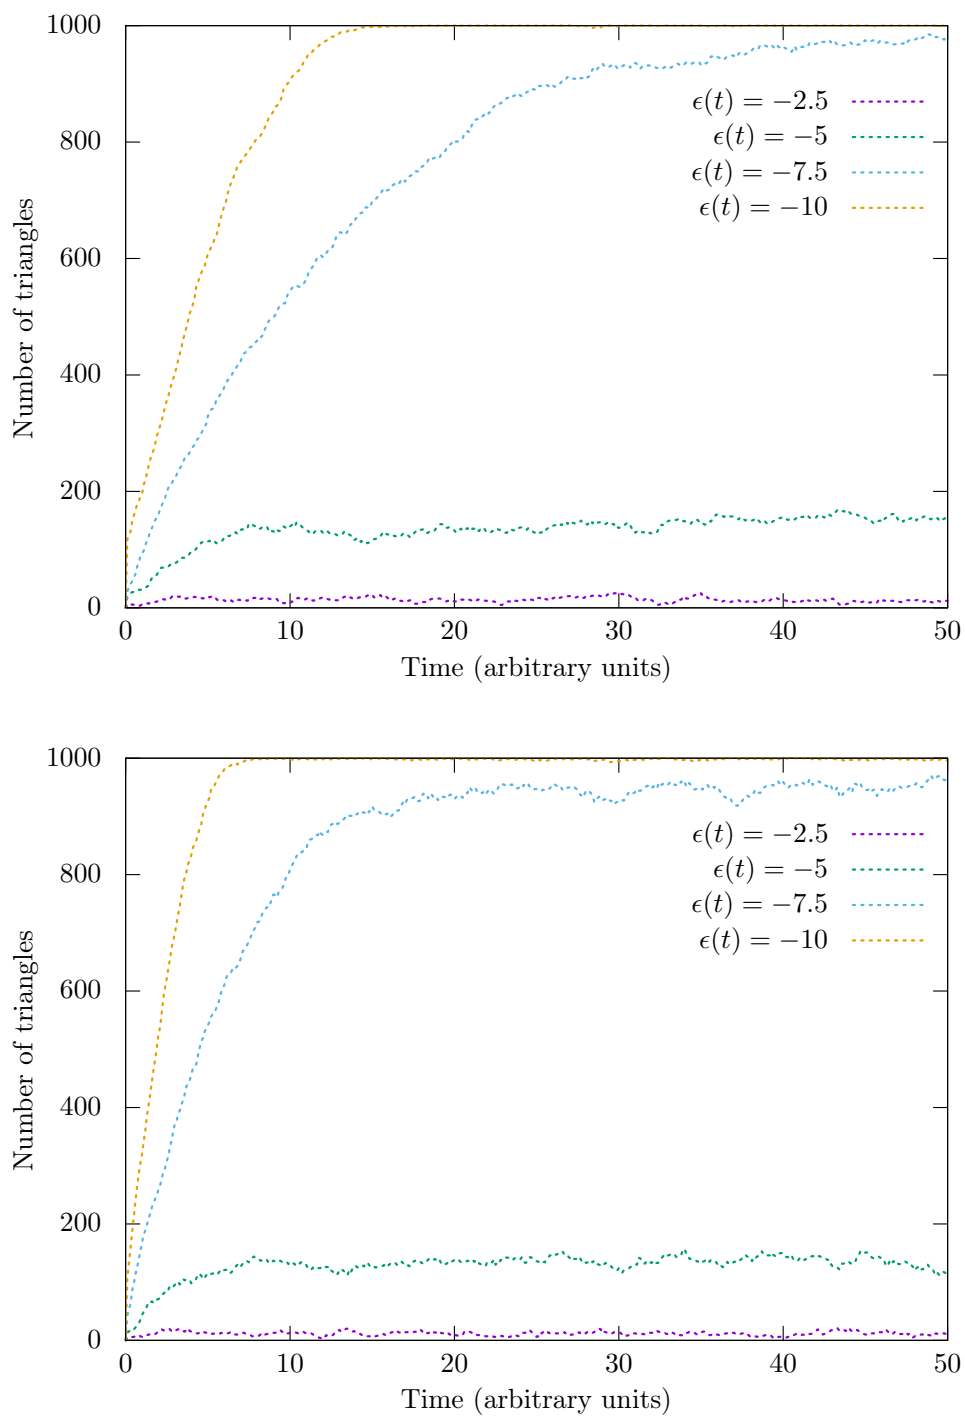 1000
800
600
400
200
0
Number of triangles
ϵ(t) = −2.5
ϵ(t) = −5
ϵ(t) = −7.5
ϵ(t) = −10
0 10 20 30 40 50
Time (arbitrary units)
1000
800
600
400
200
0
Number of triangles
ϵ(t) = −2.5
ϵ(t) = −5
ϵ(t) = −7.5
ϵ(t) = −10
0 10 20 30 40 50
Time (arbitrary units)